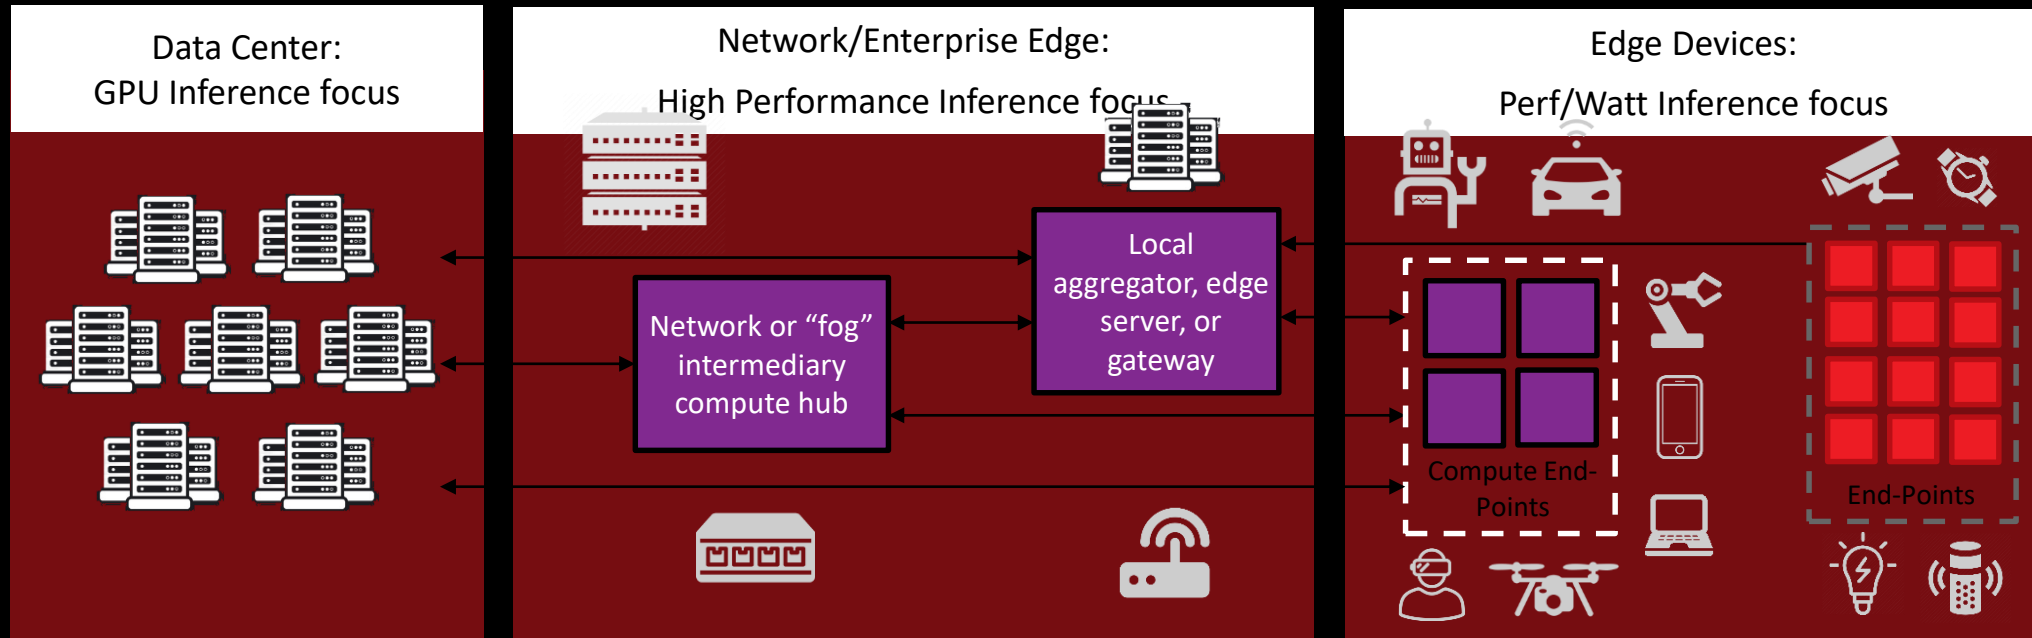 Data Center:
GPU Inference focus
Network/Enterprise Edge:
High Performance Inference focus
Edge Devices:
Perf/Watt Inference focus
Network or “fog”
intermediary
compute hub
Local
aggregator, edge
server, or
gateway
Compute End-
Points
End-Points